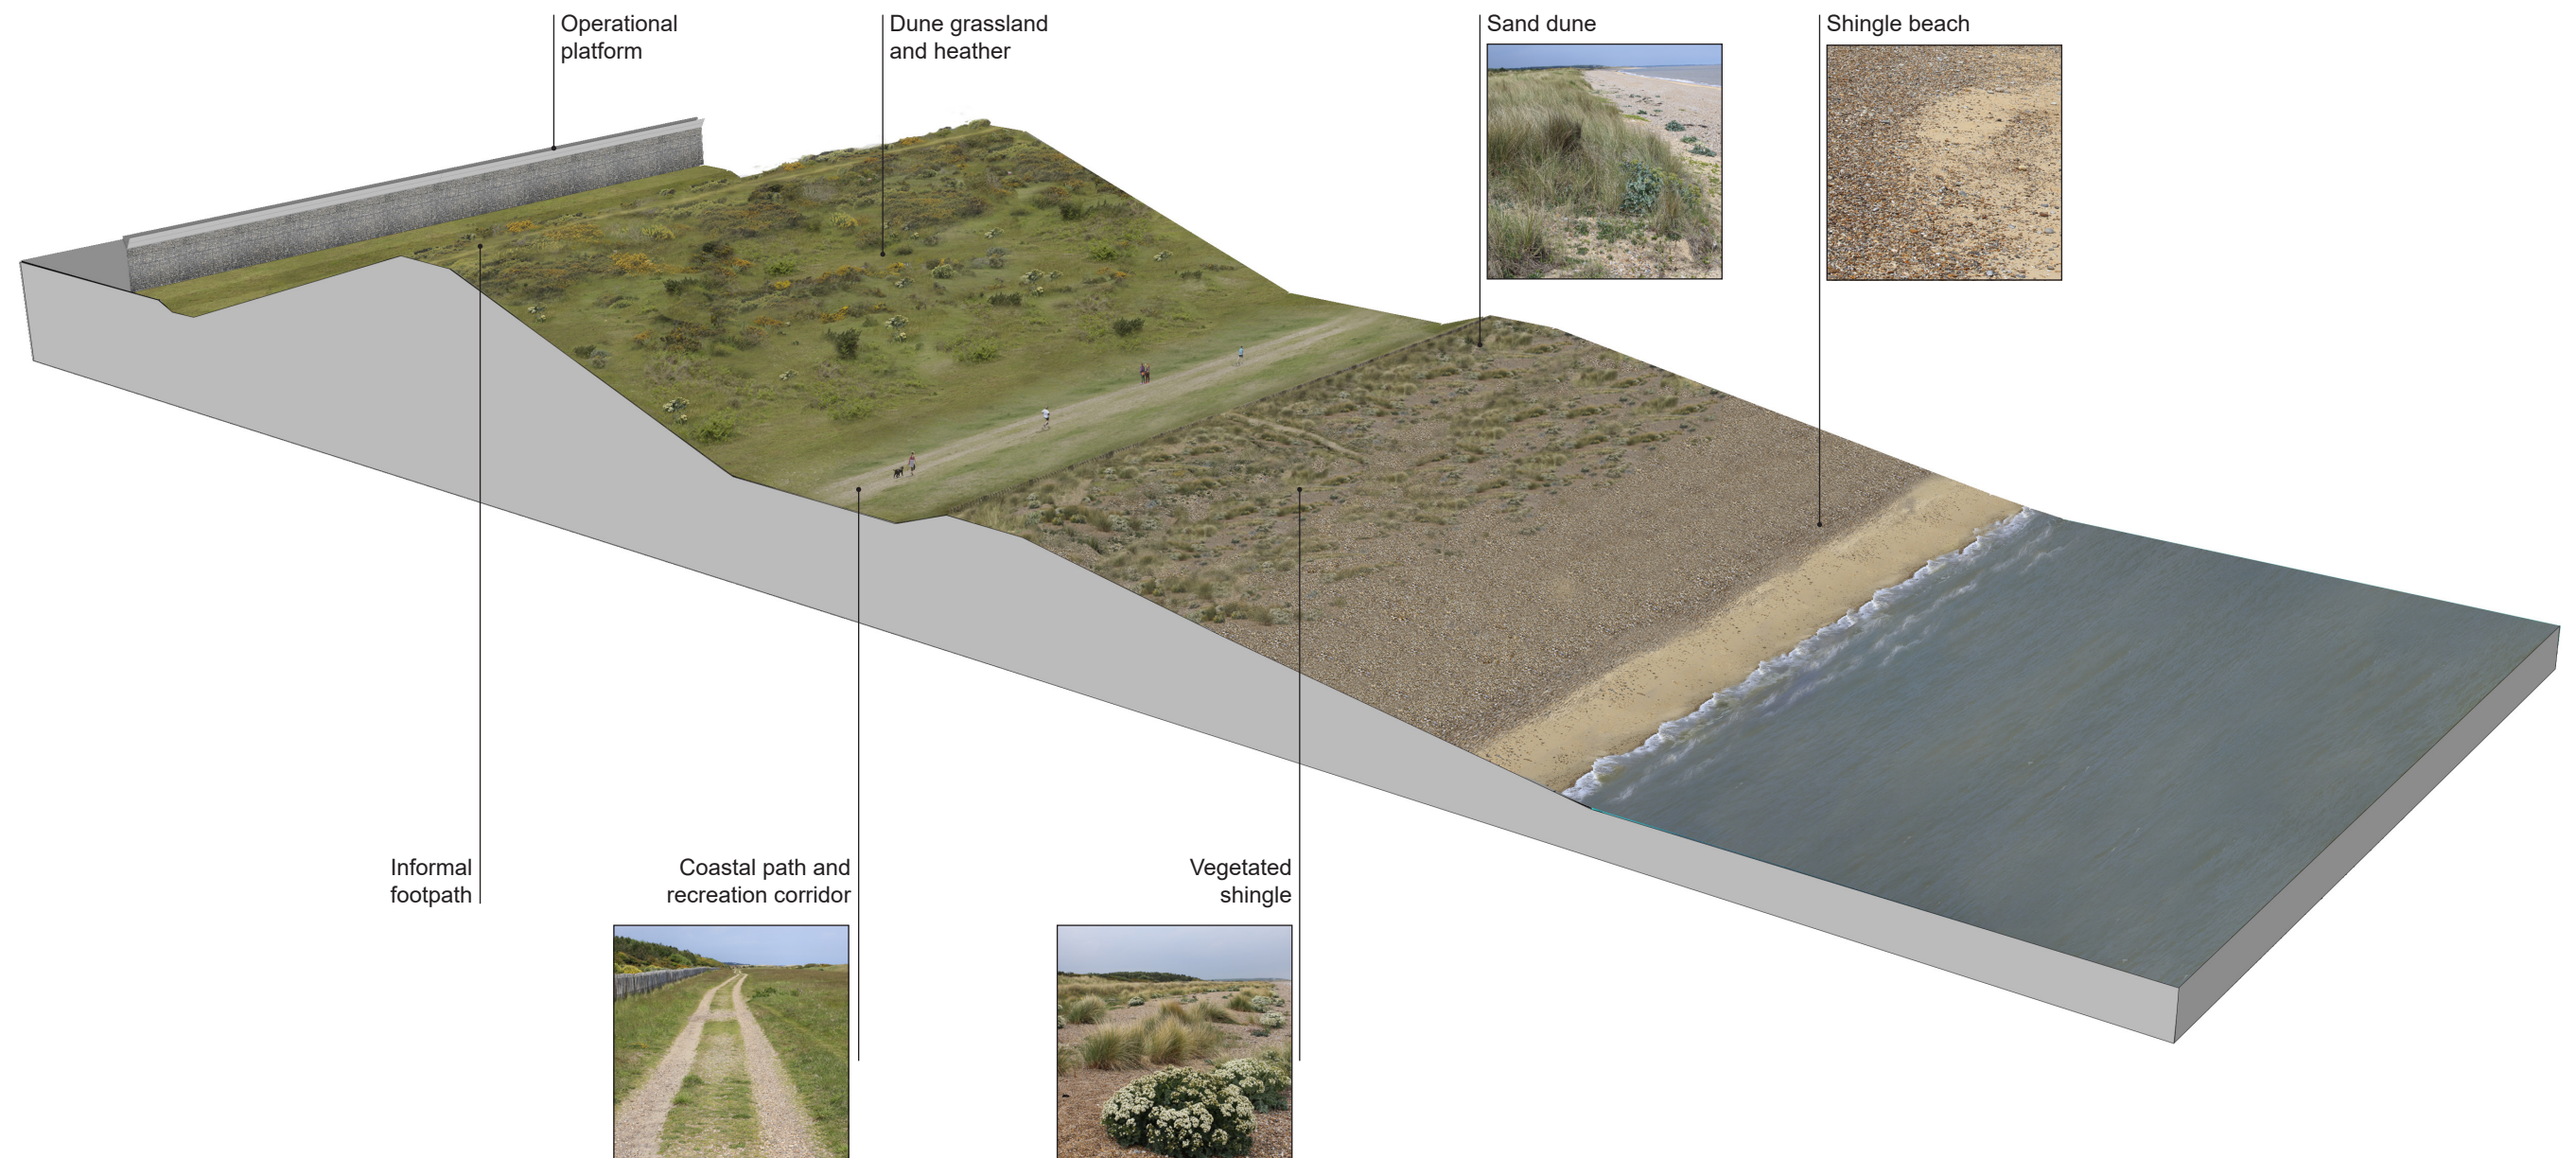 Operational
platform
Dune grassland
and heather
Sand dune
Shingle beach
Informal
footpath
Coastal path and
recreation corridor
Vegetated
shingle